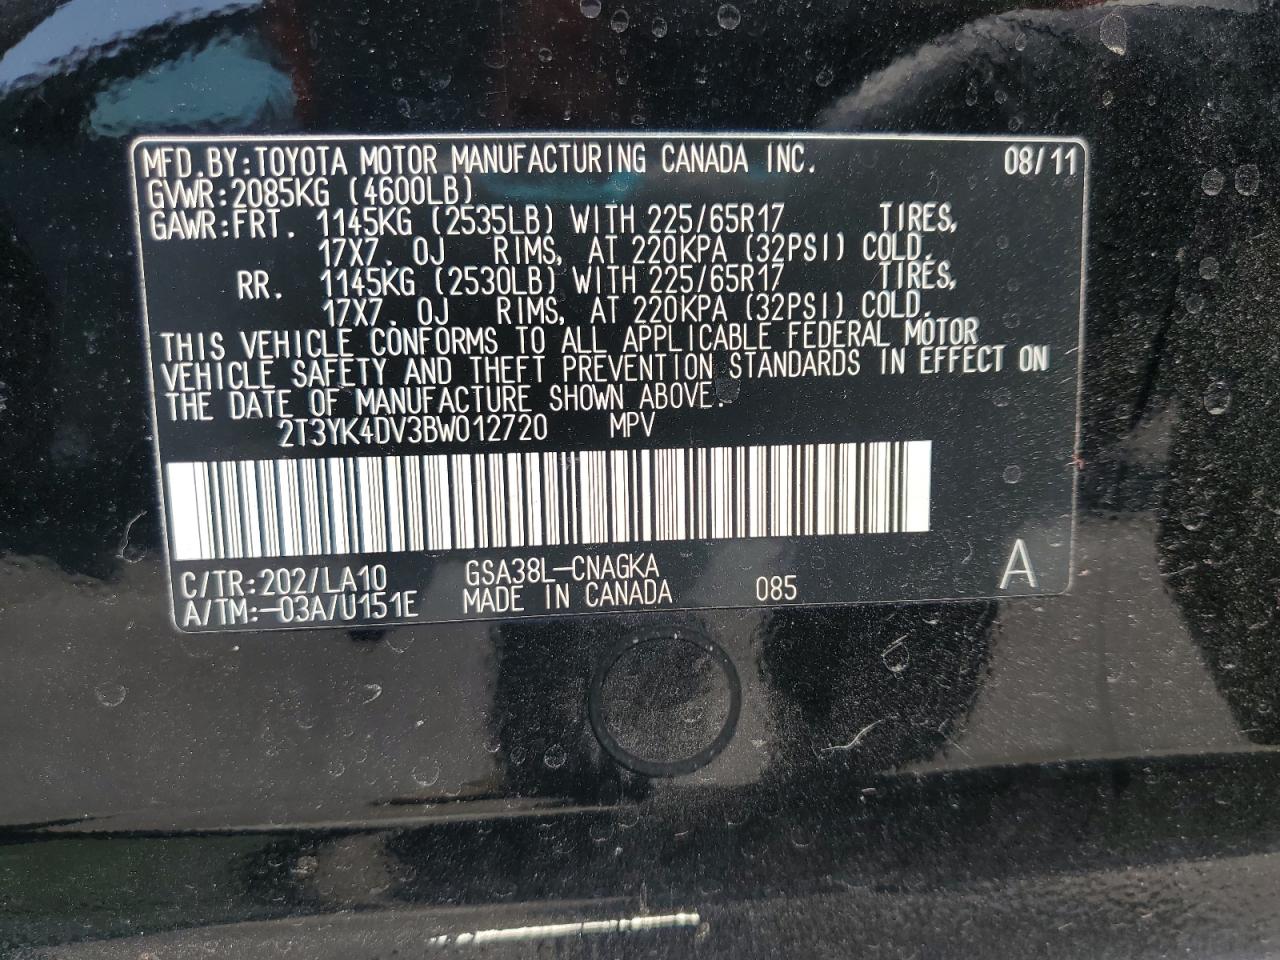 MFD.BY:TOYOTA MOTOR MANUFACTURING CANADA INC. 08/11
GVWR:2085KG (4600LB)
GAWR:FRT. 1145KG (2535LB) WITH 225/65R17 TIRES,
17X7.0J RIMS, AT 220KPA (32PSI) COLD.
RR. 1145KG (2530LB) WITH 225/65R17 TIRES,
17X7.0J RIMS, AT 220KPA (32PSI) COLD.
THIS VEHICLE CONFORMS TO ALL APPLICABLE FEDERAL MOTOR
VEHICLE SAFETY AND THEFT PREVENTION STANDARDS IN EFFECT ON
THE DATE OF MANUFACTURE SHOWN ABOVE.
2T3YK4DV3BW012720 MPV
C/TR:202/LA10 GSA38L-CNAGKA
A/TM:-03A/U151E MADE IN CANADA 085 A